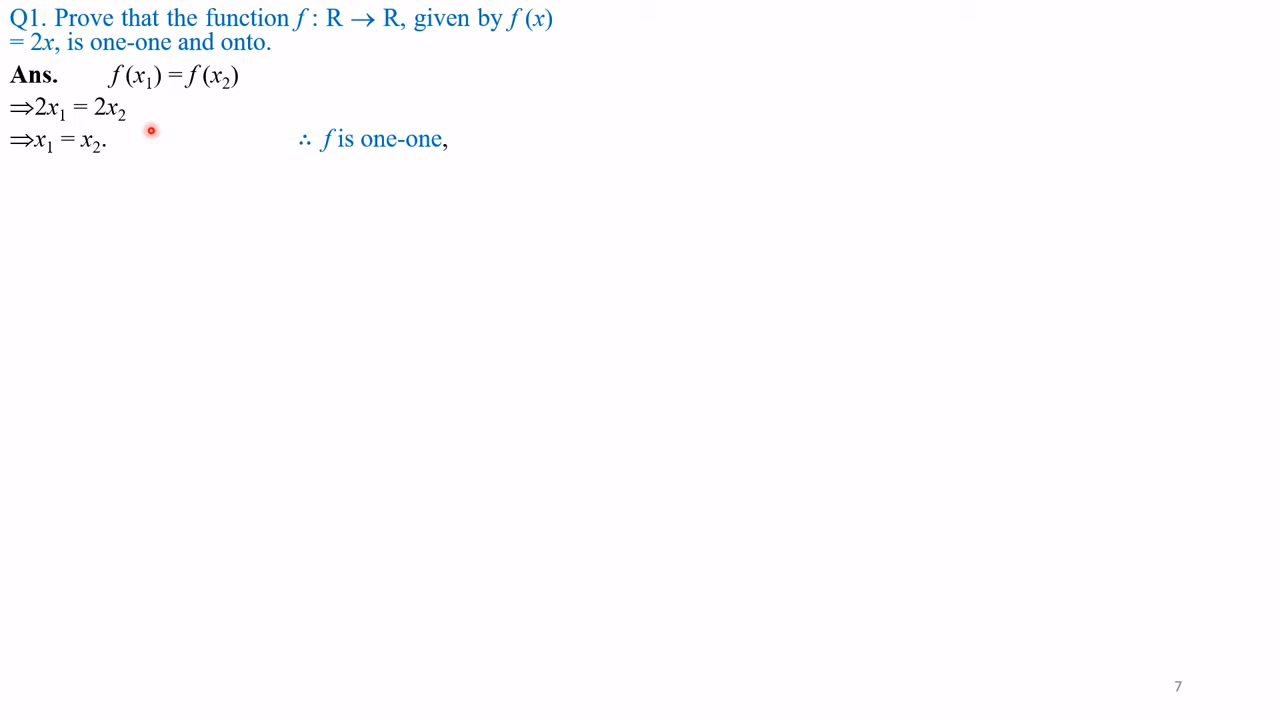 Q1. Prove that the function f : R → R, given by f (x)
= 2x, is one-one and onto.
Ans. f (x₁) = f (x₂)
⇒2x₁ = 2x₂
⇒x₁ = x₂. ∴ f is one-one,
7